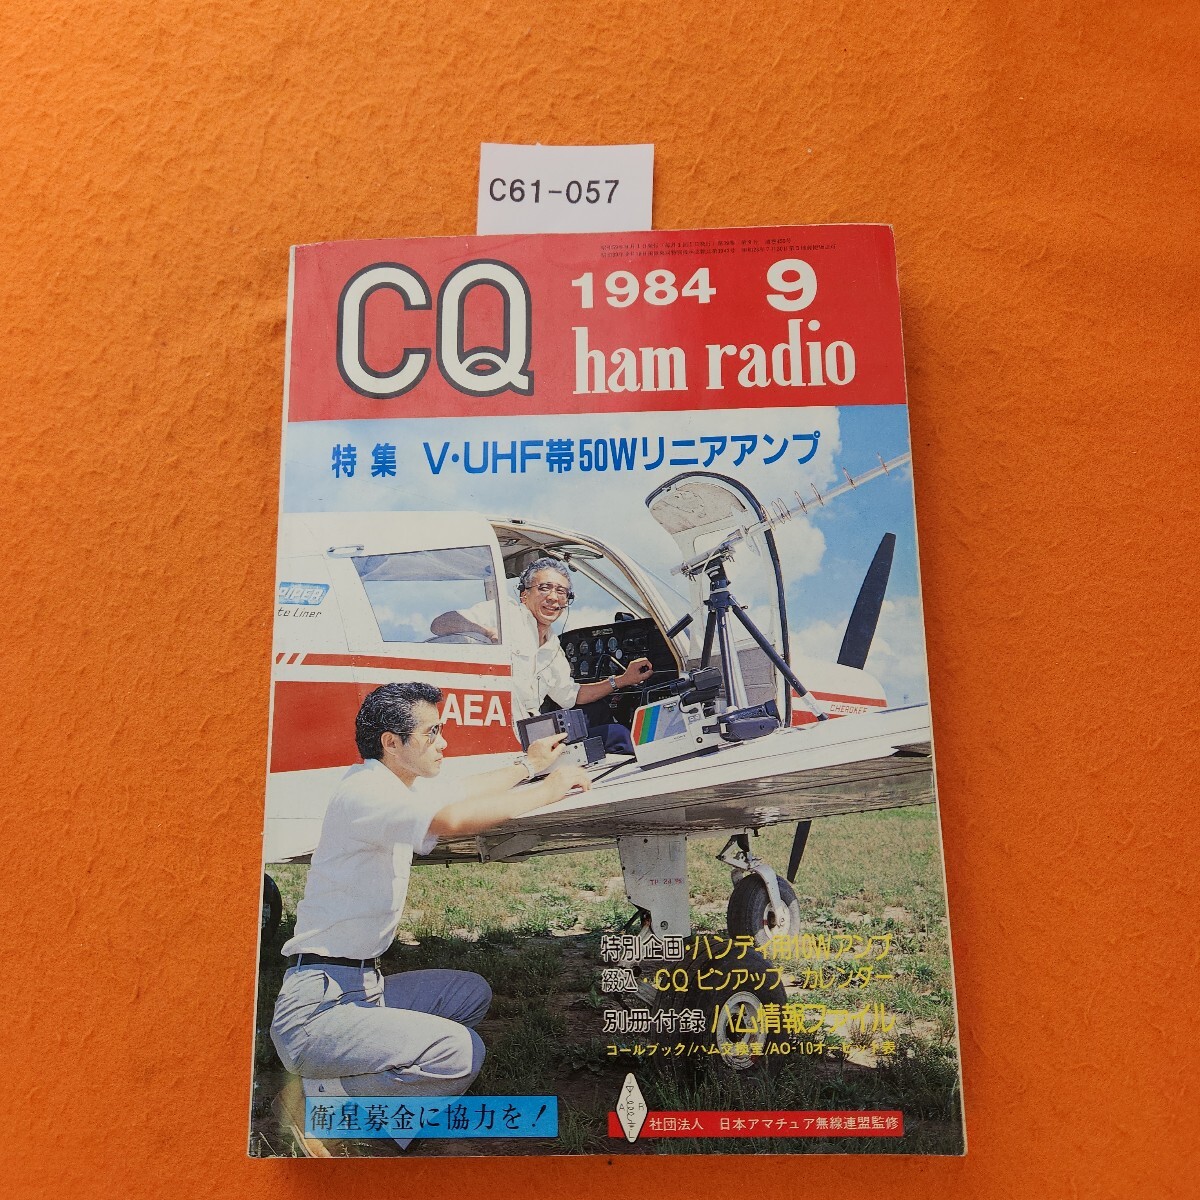 C61-057
CQ
1984 9
ham radio
特集 V・UHF帯50Wリニアアンプ
PIPER
te Liner
AEA
CHEROKEE
特別企画・ハンディ用10Wアンプ
綴込・CQ ピンアップ カレンダー
別冊付録 ハム情報ファイル
コールブック/ハム交換室/AO-10オービット表
衛星募金に協力を!
社団法人 日本アマチュア無線連盟監修